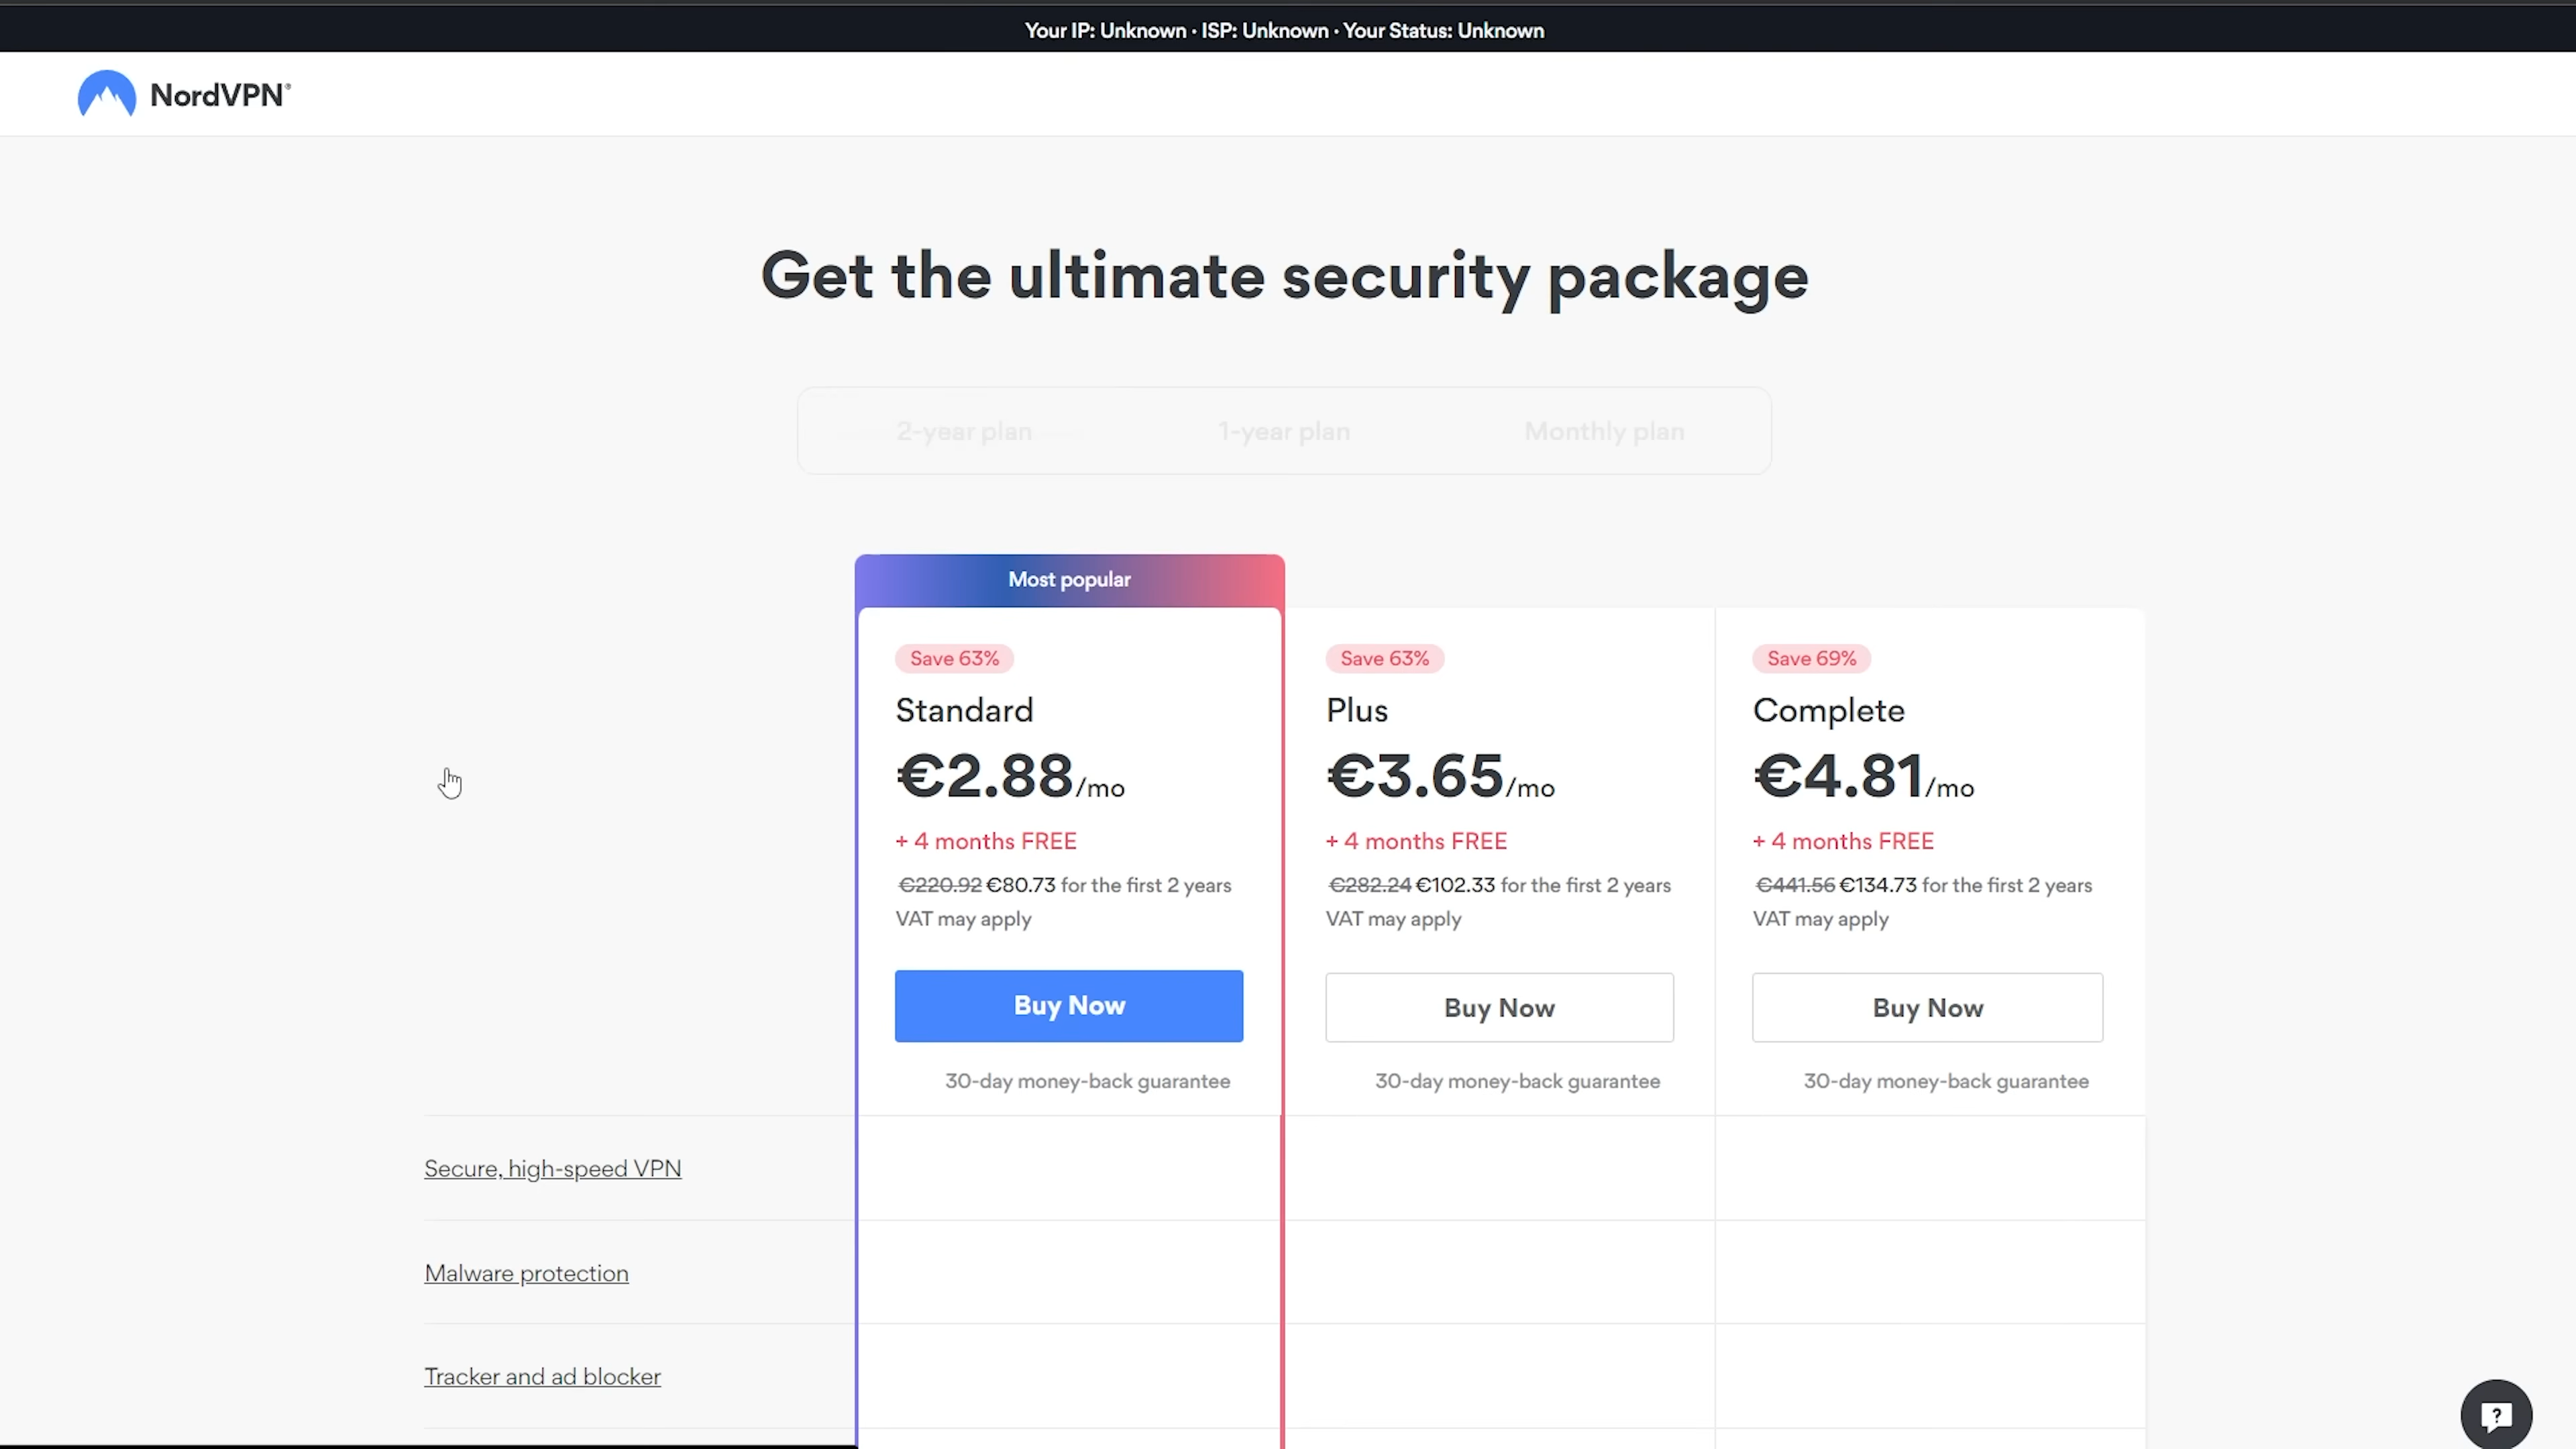 Your IP: Unknown · ISP: Unknown · Your Status: Unknown
NordVPN®
Get the ultimate security package
2-year plan
1-year plan
Monthly plan
Most popular
Save 63%
Standard
€2.88/mo
+ 4 months FREE
€220.92 €80.73 for the first 2 years
VAT may apply
Buy Now
30-day money-back guarantee
Save 63%
Plus
€3.65/mo
+ 4 months FREE
€282.24 €102.33 for the first 2 years
VAT may apply
Buy Now
30-day money-back guarantee
Save 69%
Complete
€4.81/mo
+ 4 months FREE
€441.56 €134.73 for the first 2 years
VAT may apply
Buy Now
30-day money-back guarantee
Secure, high-speed VPN
Malware protection
Tracker and ad blocker
?